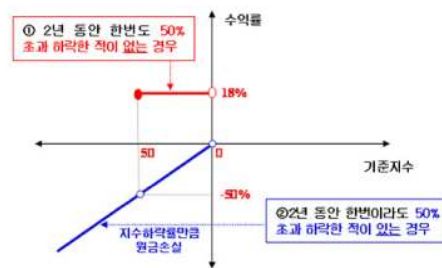 수익률
① 2년 동안 한번도 50%
초과 하락한 적이 없는 경우
18%
50
0
기준지수
-50%
②2년 동안 한번이라도 50%
초과 하락한 적이 있는 경우
지수하락률만큼
원금손실